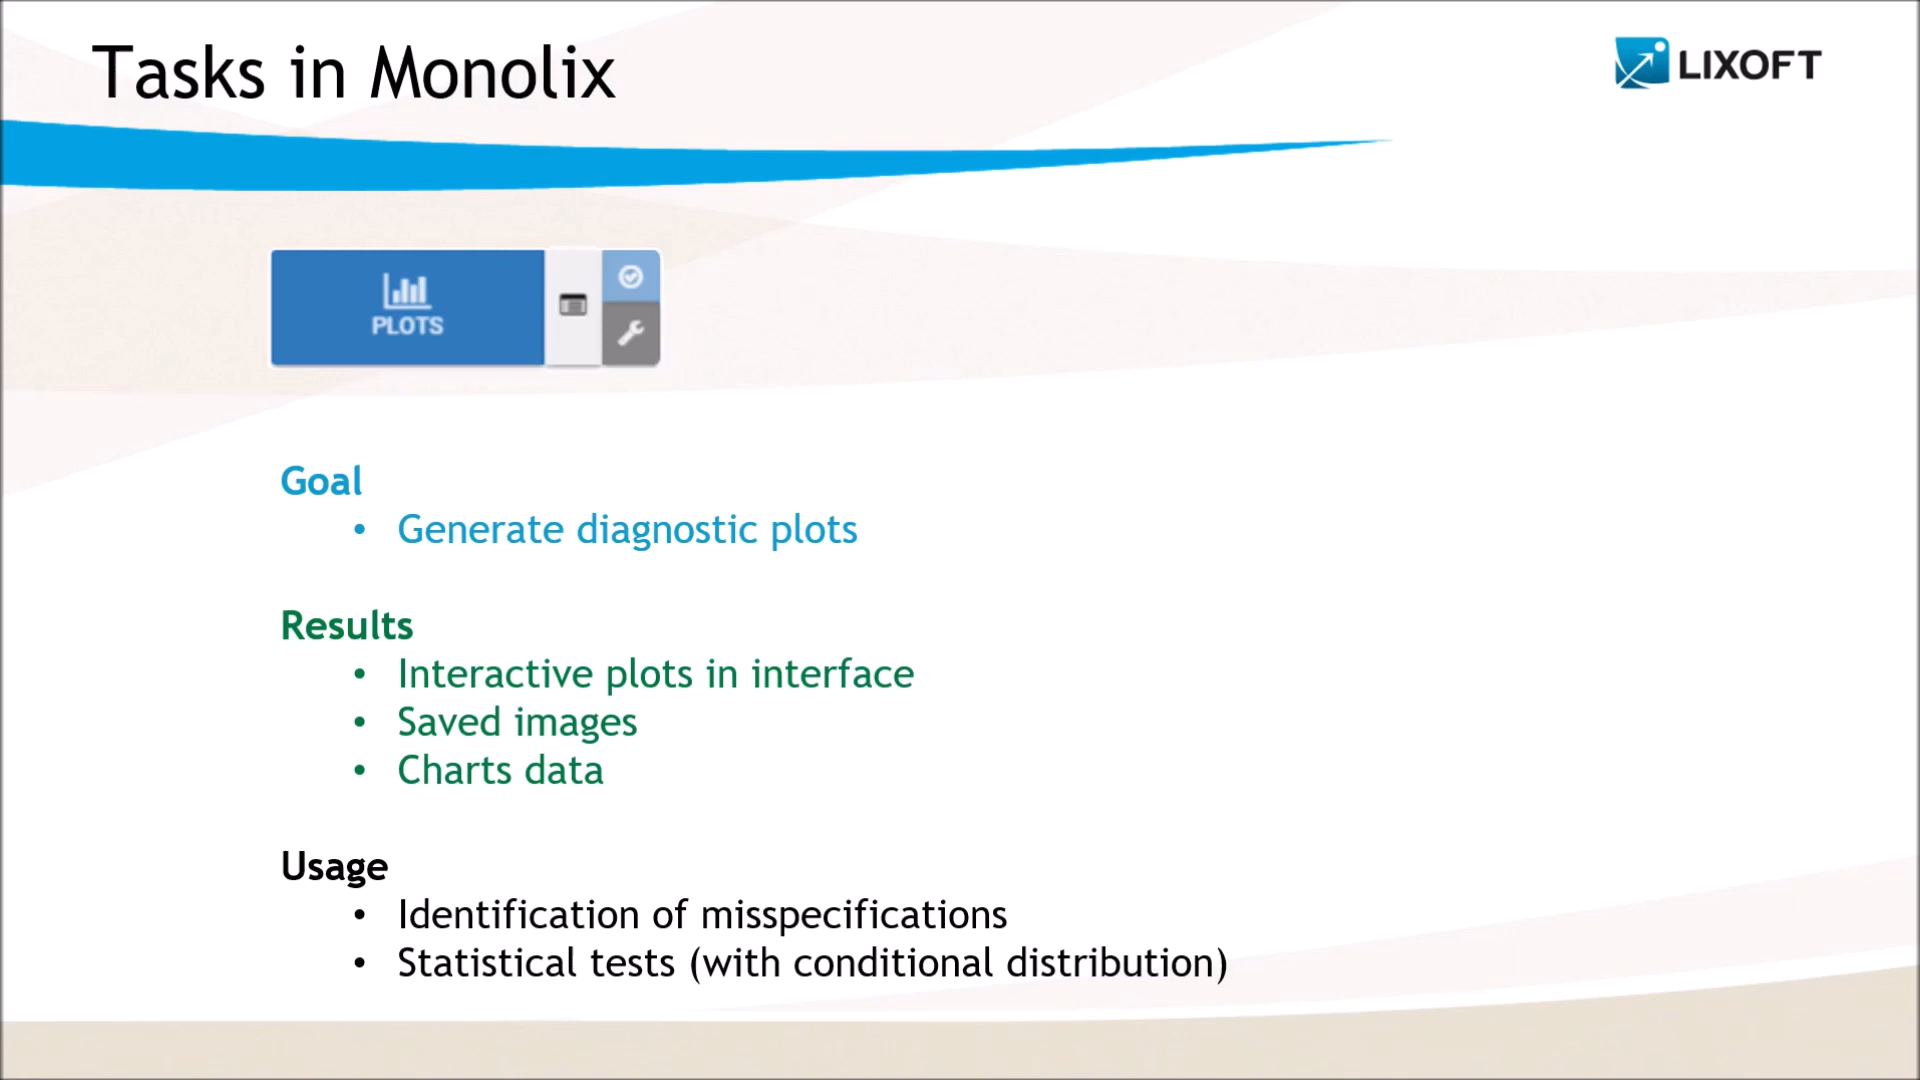 Tasks in Monolix
LIXOFT
PLOTS
Goal
• Generate diagnostic plots
Results
• Interactive plots in interface
• Saved images
• Charts data
Usage
• Identification of misspecifications
• Statistical tests (with conditional distribution)